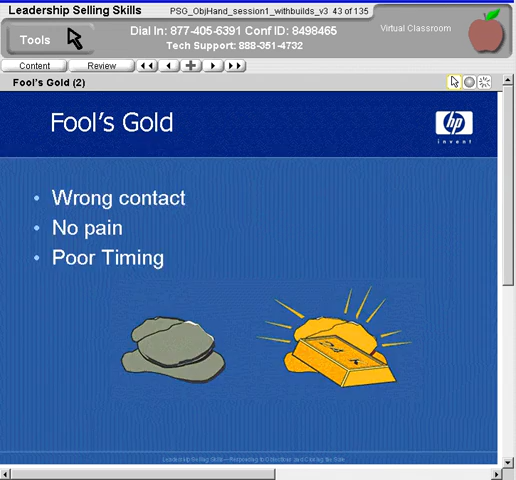 Leadership Selling Skills
PSG_ObjHand_session1_withbuilds_v3 43 of 135
Tools
Dial In: 877-405-6391 Conf ID: 8498465
Tech Support: 888-351-4732
Virtual Classroom
Content
Review
Fool's Gold (2)
Fool's Gold
hp
invent
• Wrong contact
• No pain
• Poor Timing
24 K